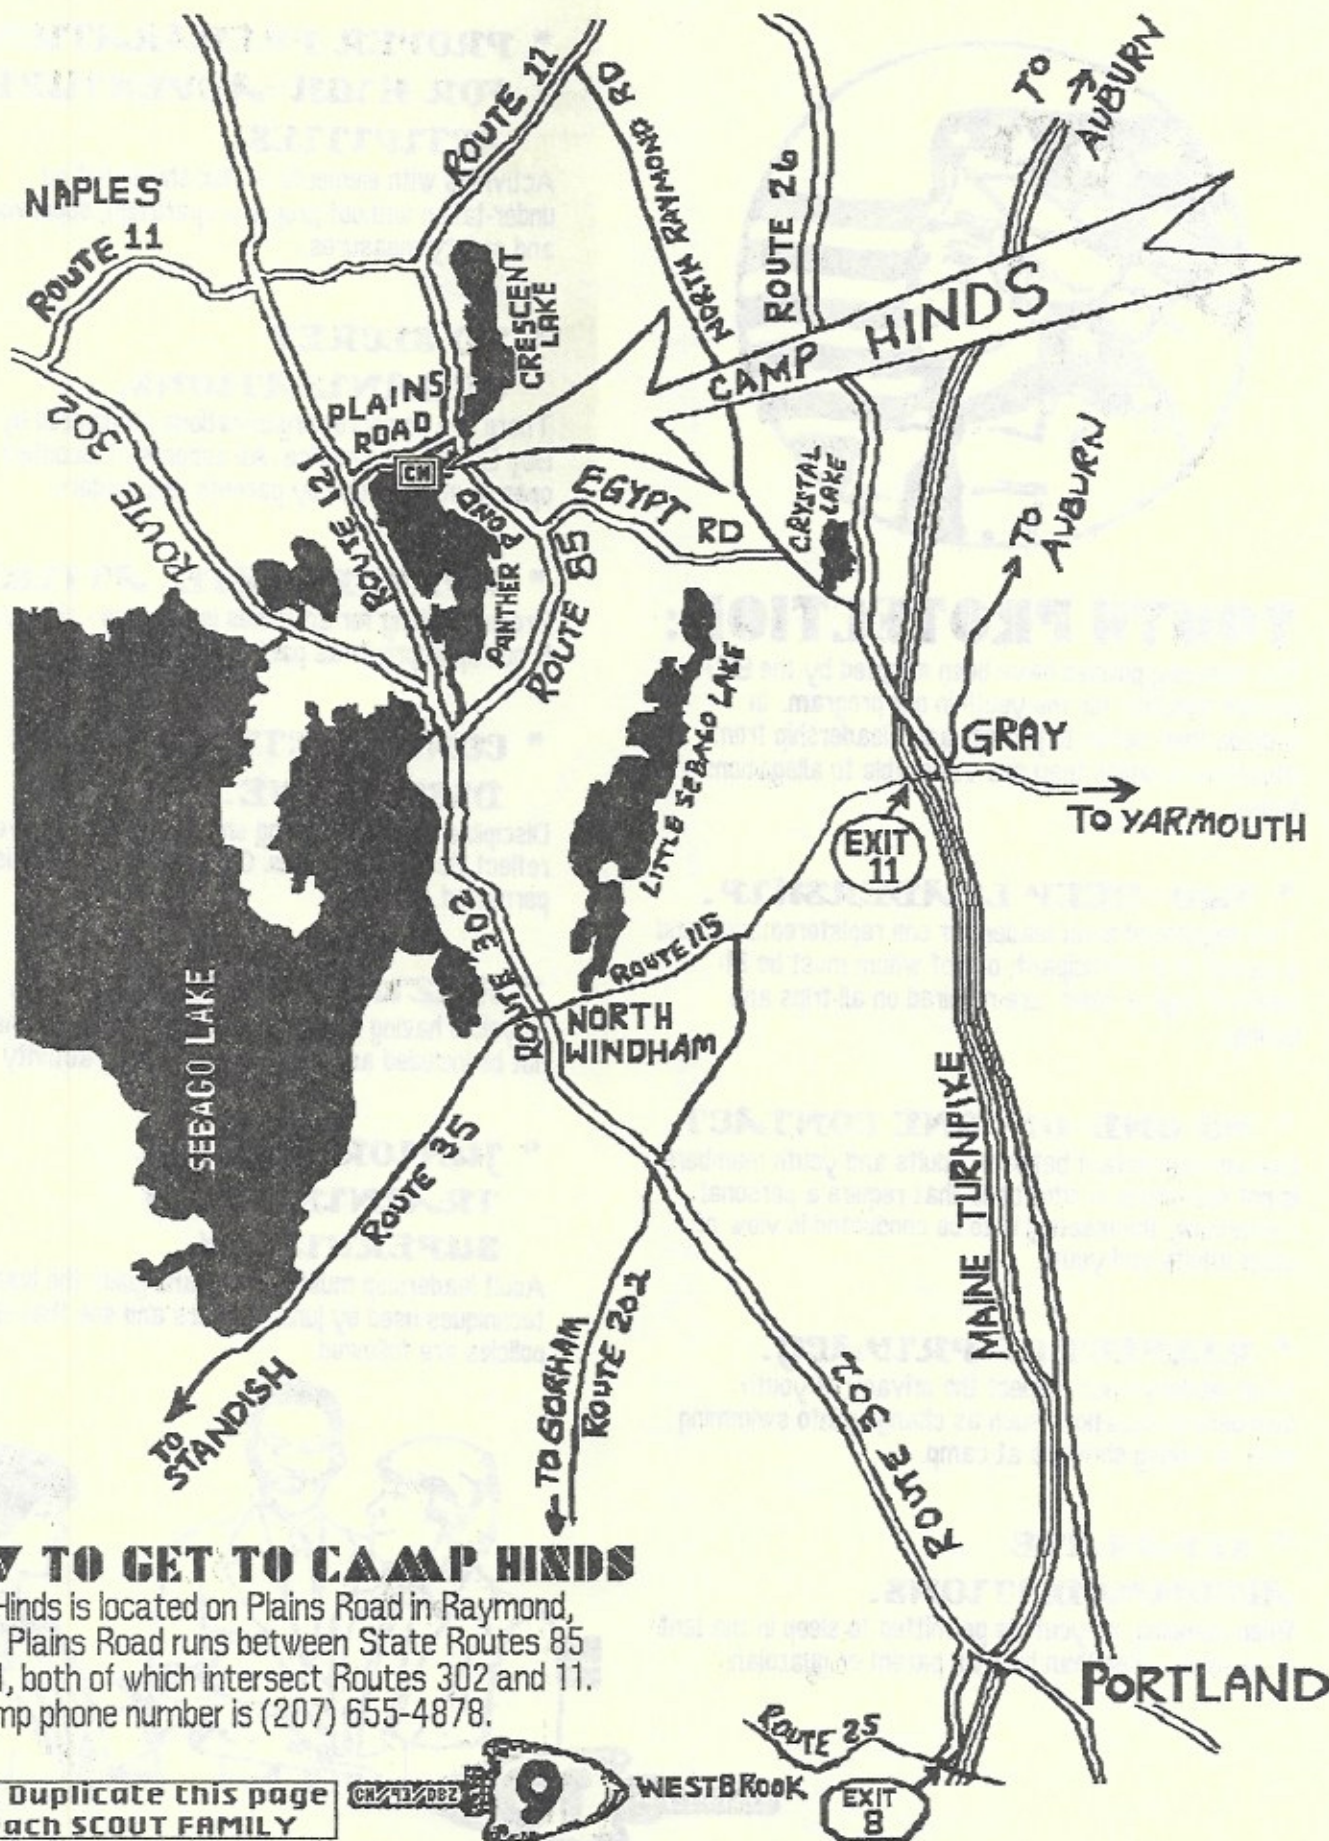 TO
AUBURN
ROUTE 11
NORTH RAYMOND RD
ROUTE 26
NAPLES
ROUTE 11
CRESCENT
LAKE
CAMP HINDS
PLAINS
ROAD
CH
ROUTE 302
ROUTE 121
EGYPT RD
CRYSTAL
LAKE
TO
AUBURN
PANTHER POND
ROUTE 85
LITTLE SEBAGO LAKE
GRAY
TO YARMOUTH
EXIT
11
SEBAGO LAKE
ROUTE 302
ROUTE 115
NORTH
WINDHAM
MAINE TURNPIKE
ROUTE 35
TO
STANDISH
TO GORHAM
ROUTE 202
ROUTE 302
TO GET TO CAMP HINDS
Hinds is located on Plains Road in Raymond,
Plains Road runs between State Routes 85
1, both of which intersect Routes 302 and 11.
mp phone number is (207) 655-4878.
PORTLAND
ROUTE 25
WESTBROOK
EXIT
8
Duplicate this page
ach SCOUT FAMILY
CH/93/DBZ
9